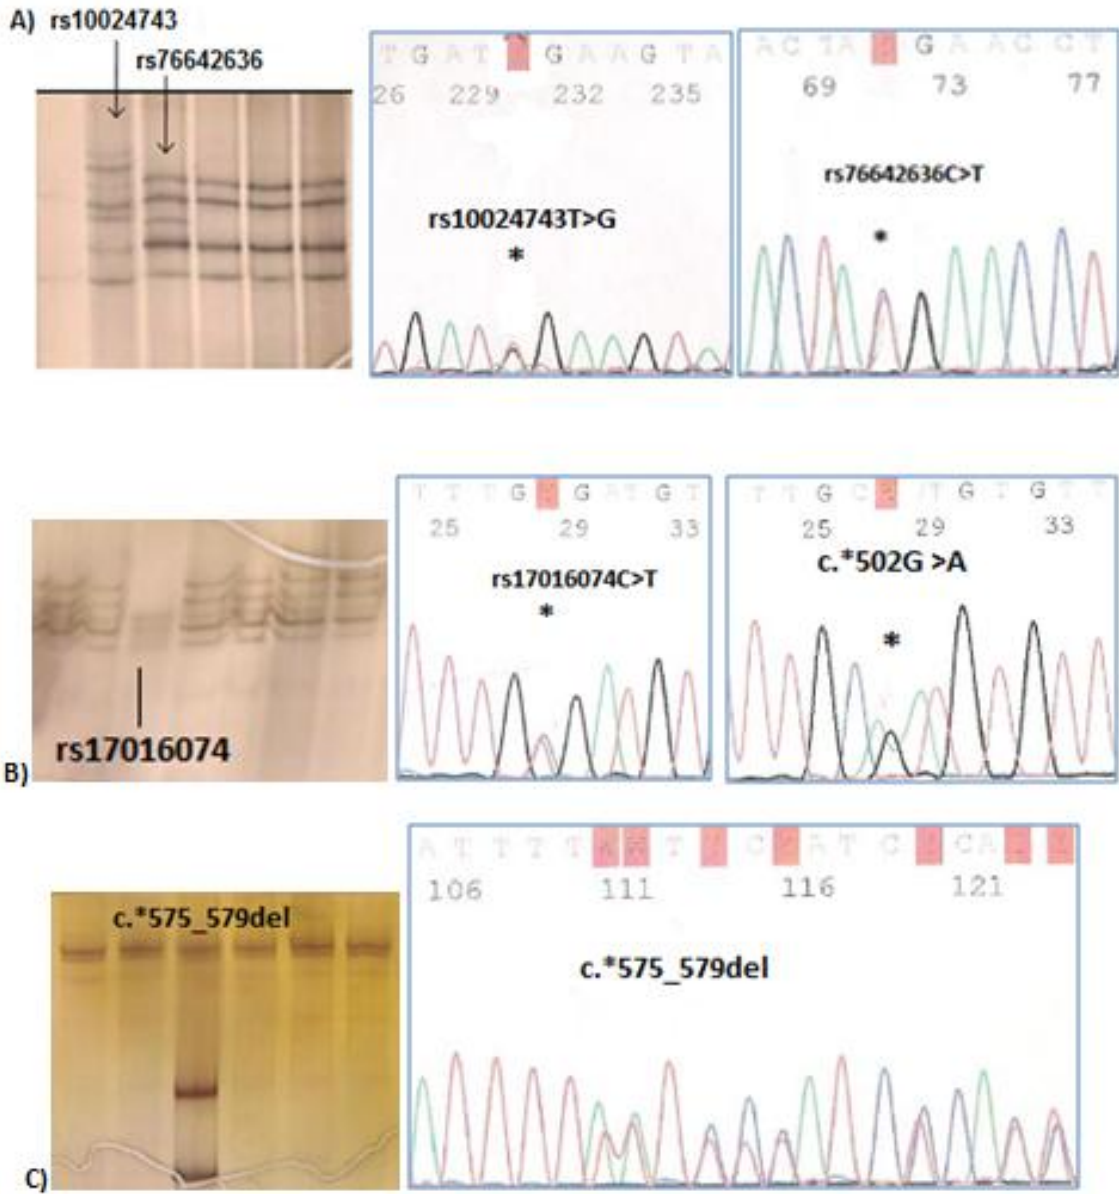 A) rs10024743
rs76642636
T G A T G A A G T A
26 229 232 235
rs10024743T>G
*
A C T A G A A C C T
69 73 77
rs76642636C>T
*
B)
rs17016074
T T T G G A T G T
25 29 33
rs17016074C>T
*
T T G C T G T G T T
25 29 33
c.*502G >A
*
C)
c.*575_579del
A T T T T T C A T C C A
106 111 116 121
c.*575_579del